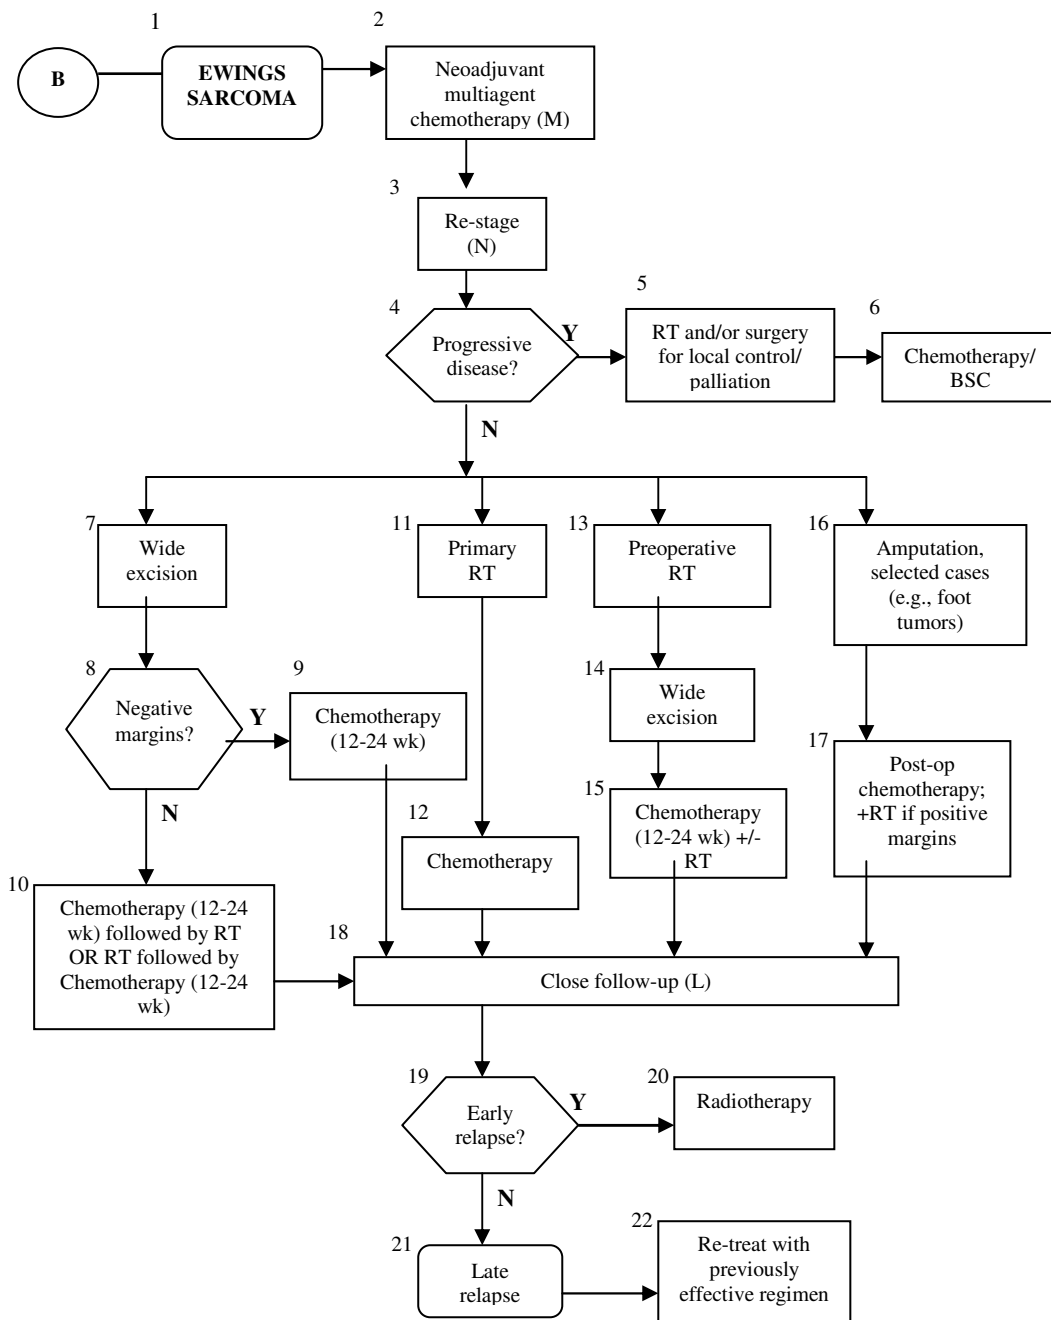 1
2
B
EWINGS
SARCOMA
Neoadjuvant
multiagent
chemotherapy (M)
3
Re-stage
(N)
4
Progressive
disease?
Y
5
RT and/or surgery
for local control/
palliation
6
Chemotherapy/
BSC
N
7
Wide
excision
11
Primary
RT
13
Preoperative
RT
16
Amputation,
selected cases
(e.g., foot
tumors)
8
Negative
margins?
Y
9
Chemotherapy
(12-24 wk)
14
Wide
excision
N
12
Chemotherapy
15
Chemotherapy
(12-24 wk) +/-
RT
17
Post-op
chemotherapy;
+RT if positive
margins
10
Chemotherapy (12-24
wk) followed by RT
OR RT followed by
Chemotherapy (12-24
wk)
18
Close follow-up (L)
19
Early
relapse?
Y
20
Radiotherapy
N
21
Late
relapse
22
Re-treat with
previously
effective regimen